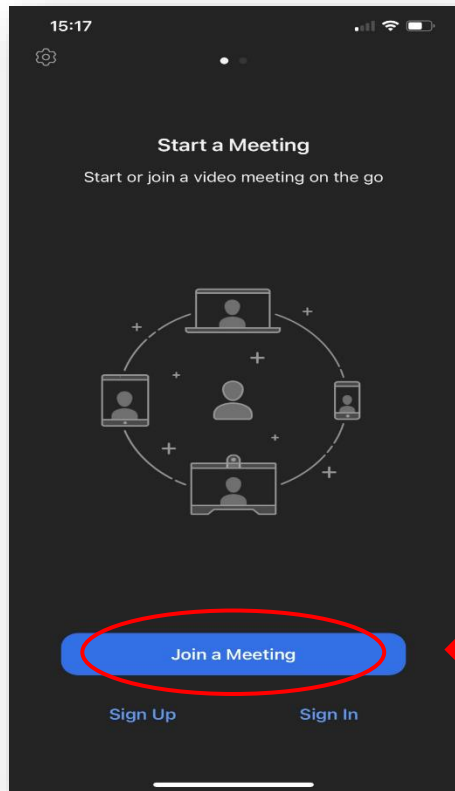 15:17
Start a Meeting
Start or join a video meeting on the go
Join a Meeting
Sign Up
Sign In